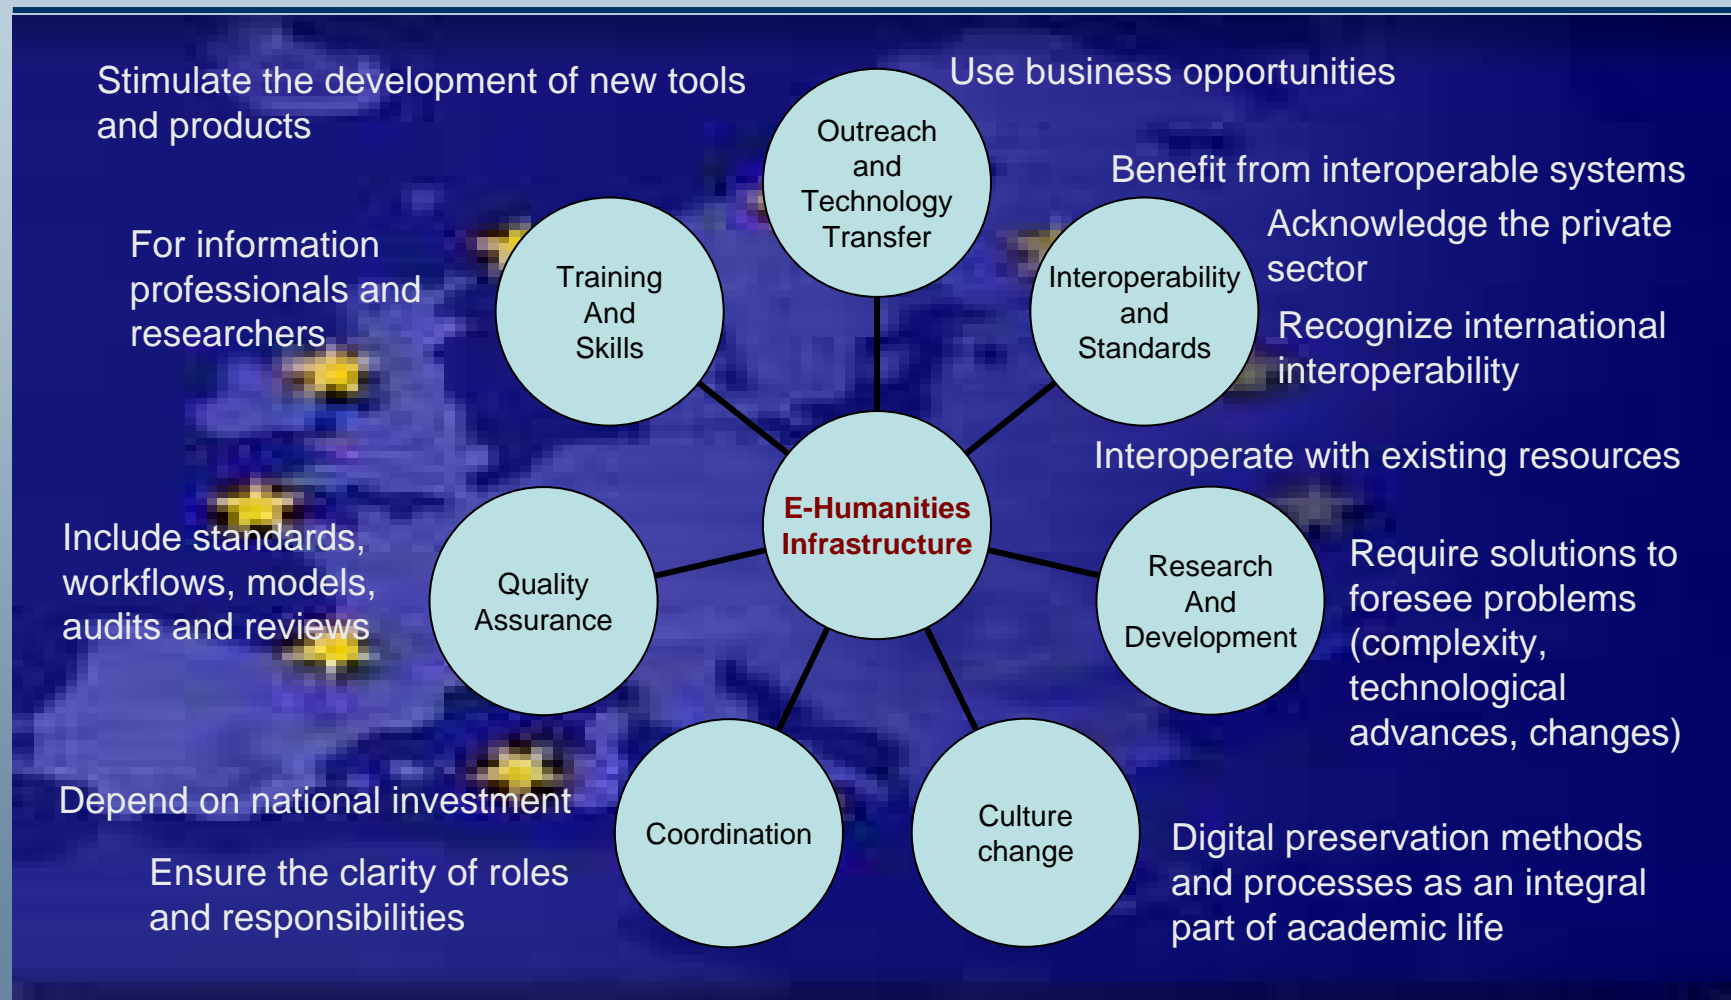 Stimulate the development of new tools
and products
Use business opportunities
Outreach
and
Technology
Transfer
Benefit from interoperable systems
Acknowledge the private
sector
Recognize international
interoperability
Interoperability
and
Standards
For information
professionals and
researchers
Training
And
Skills
Interoperate with existing resources
E-Humanities
Infrastructure
Include standards,
workflows, models,
audits and reviews
Quality
Assurance
Research
And
Development
Require solutions to
foresee problems
(complexity,
technological
advances, changes)
Depend on national investment
Ensure the clarity of roles
and responsibilities
Coordination
Culture
change
Digital preservation methods
and processes as an integral
part of academic life